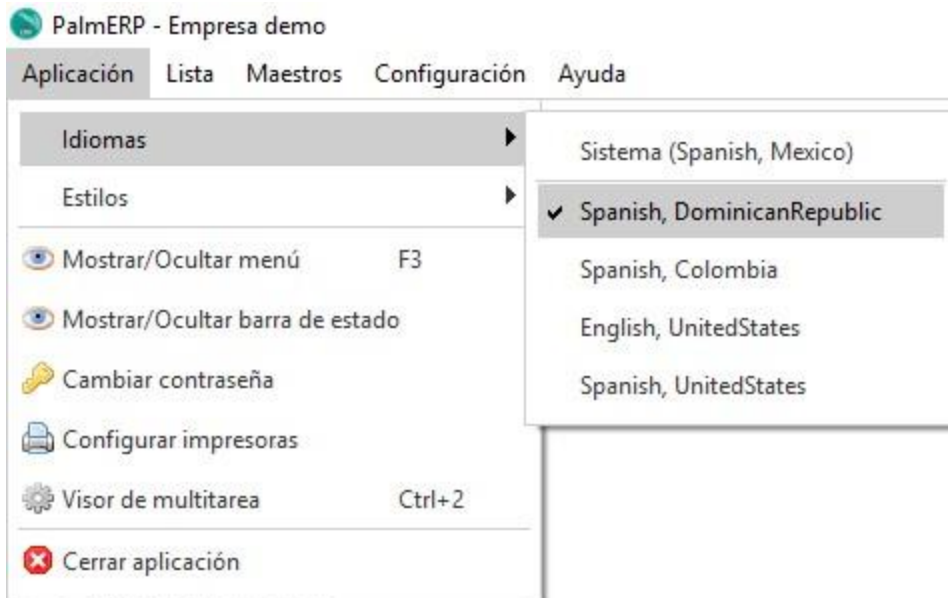 PalmERP - Empresa demo
Aplicación Lista Maestros Configuración Ayuda
Idiomas
Estilos
Mostrar/Ocultar menú F3
Mostrar/Ocultar barra de estado
Cambiar contraseña
Configurar impresoras
Visor de multitarea Ctrl+2
Cerrar aplicación
Sistema (Spanish, Mexico)
Spanish, DominicanRepublic
Spanish, Colombia
English, UnitedStates
Spanish, UnitedStates